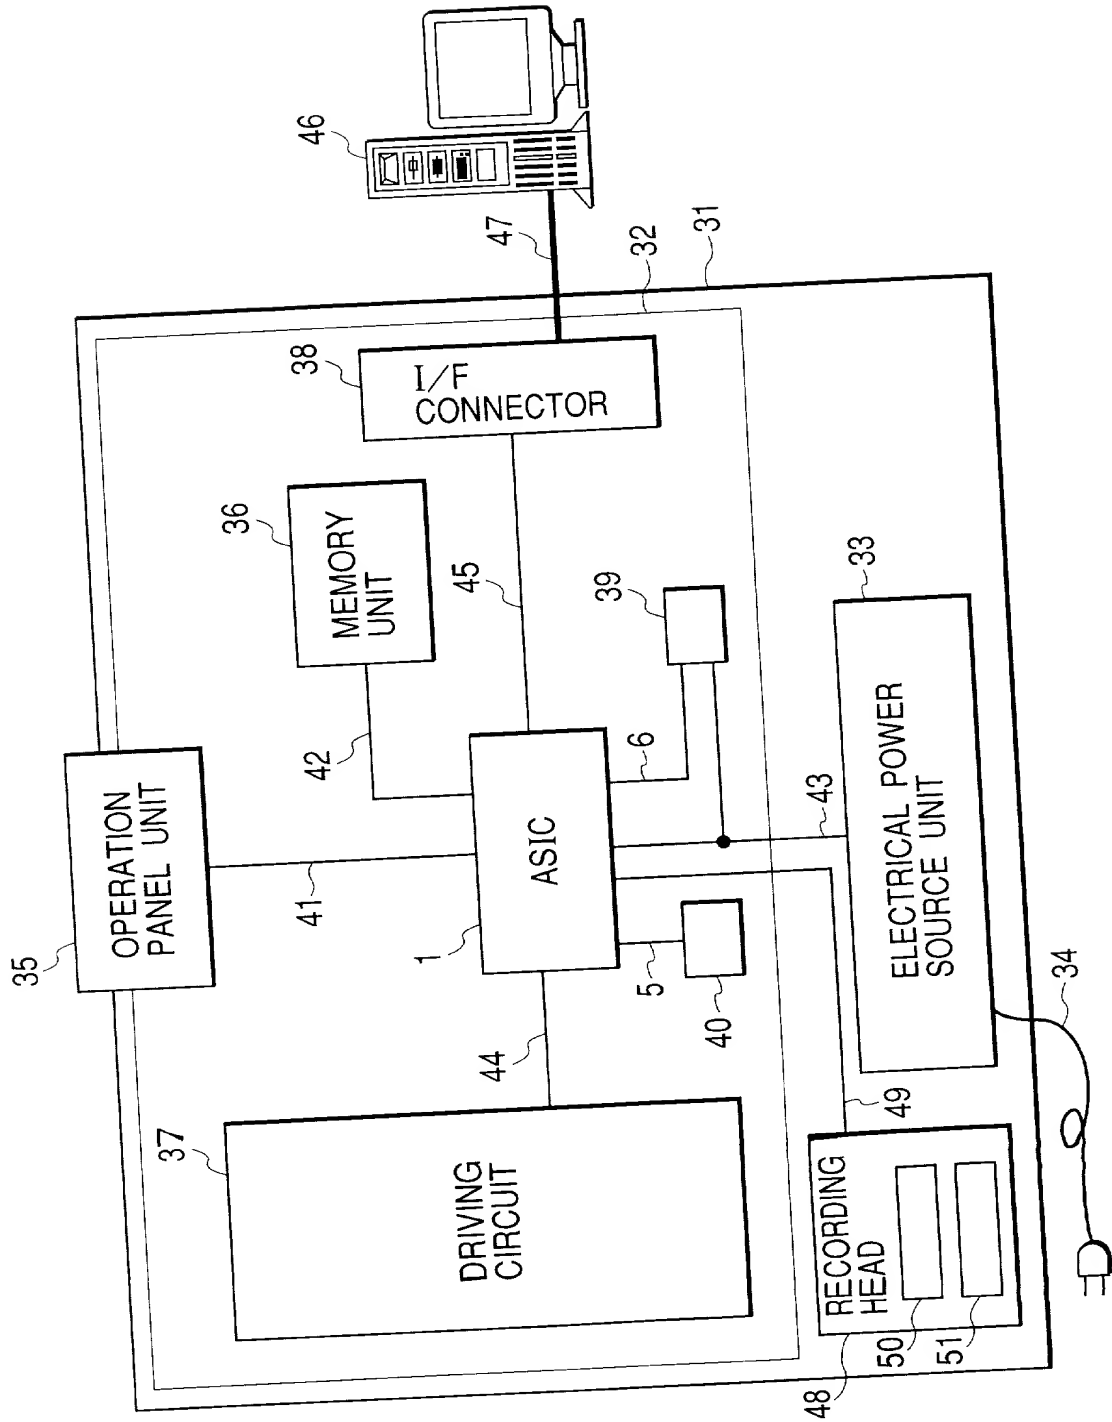 46
47
32
31
38
I/F
CONNECTOR
36
MEMORY
UNIT
45
39
33
42
6
43
35
OPERATION
PANEL UNIT
41
1
ASIC
5
40
ELECTRICAL POWER
SOURCE UNIT
34
44
49
37
DRIVING
CIRCUIT
RECORDING
HEAD
50
51
48